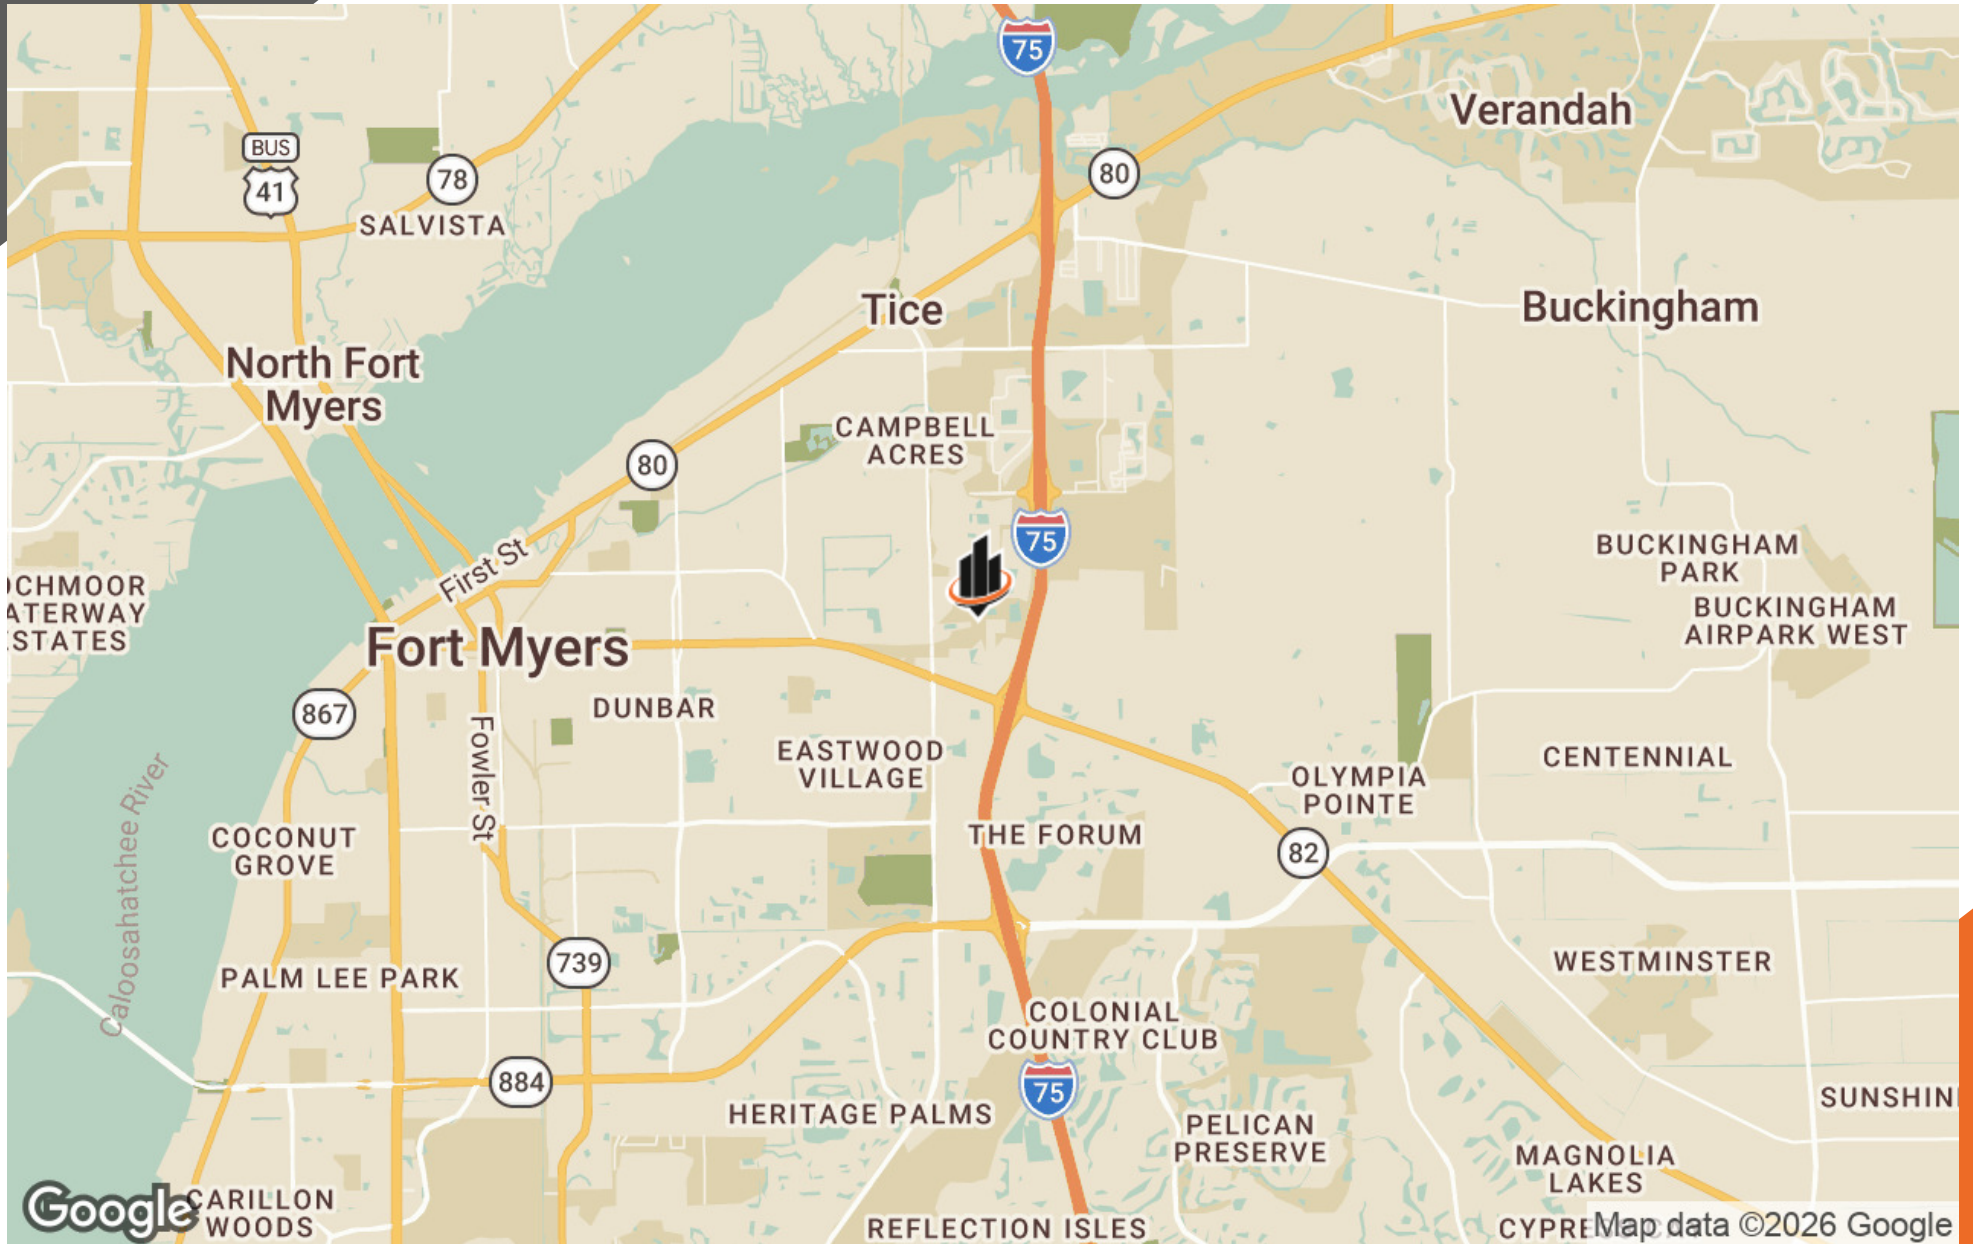 75
Verandah
BUS
41
78
80
SALVISTA
Tice
Buckingham
North Fort
Myers
CAMPBELL
ACRES
80
75
First St
BUCKINGHAM
PARK
BUCKINGHAM
AIRPARK WEST
OCHMOOR
ATERWAY
ESTATES
Fort Myers
867
DUNBAR
Fowler St
EASTWOOD
VILLAGE
CENTENNIAL
OLYMPIA
POINTE
Caloosahatchee River
COCONUT
GROVE
THE FORUM
82
739
PALM LEE PARK
WESTMINSTER
COLONIAL
COUNTRY CLUB
884
75
SUNSHIN
HERITAGE PALMS
PELICAN
PRESERVE
MAGNOLIA
LAKES
Google
CARILLON
WOODS
REFLECTION ISLES
CYPRE
Map data ©2026 Google